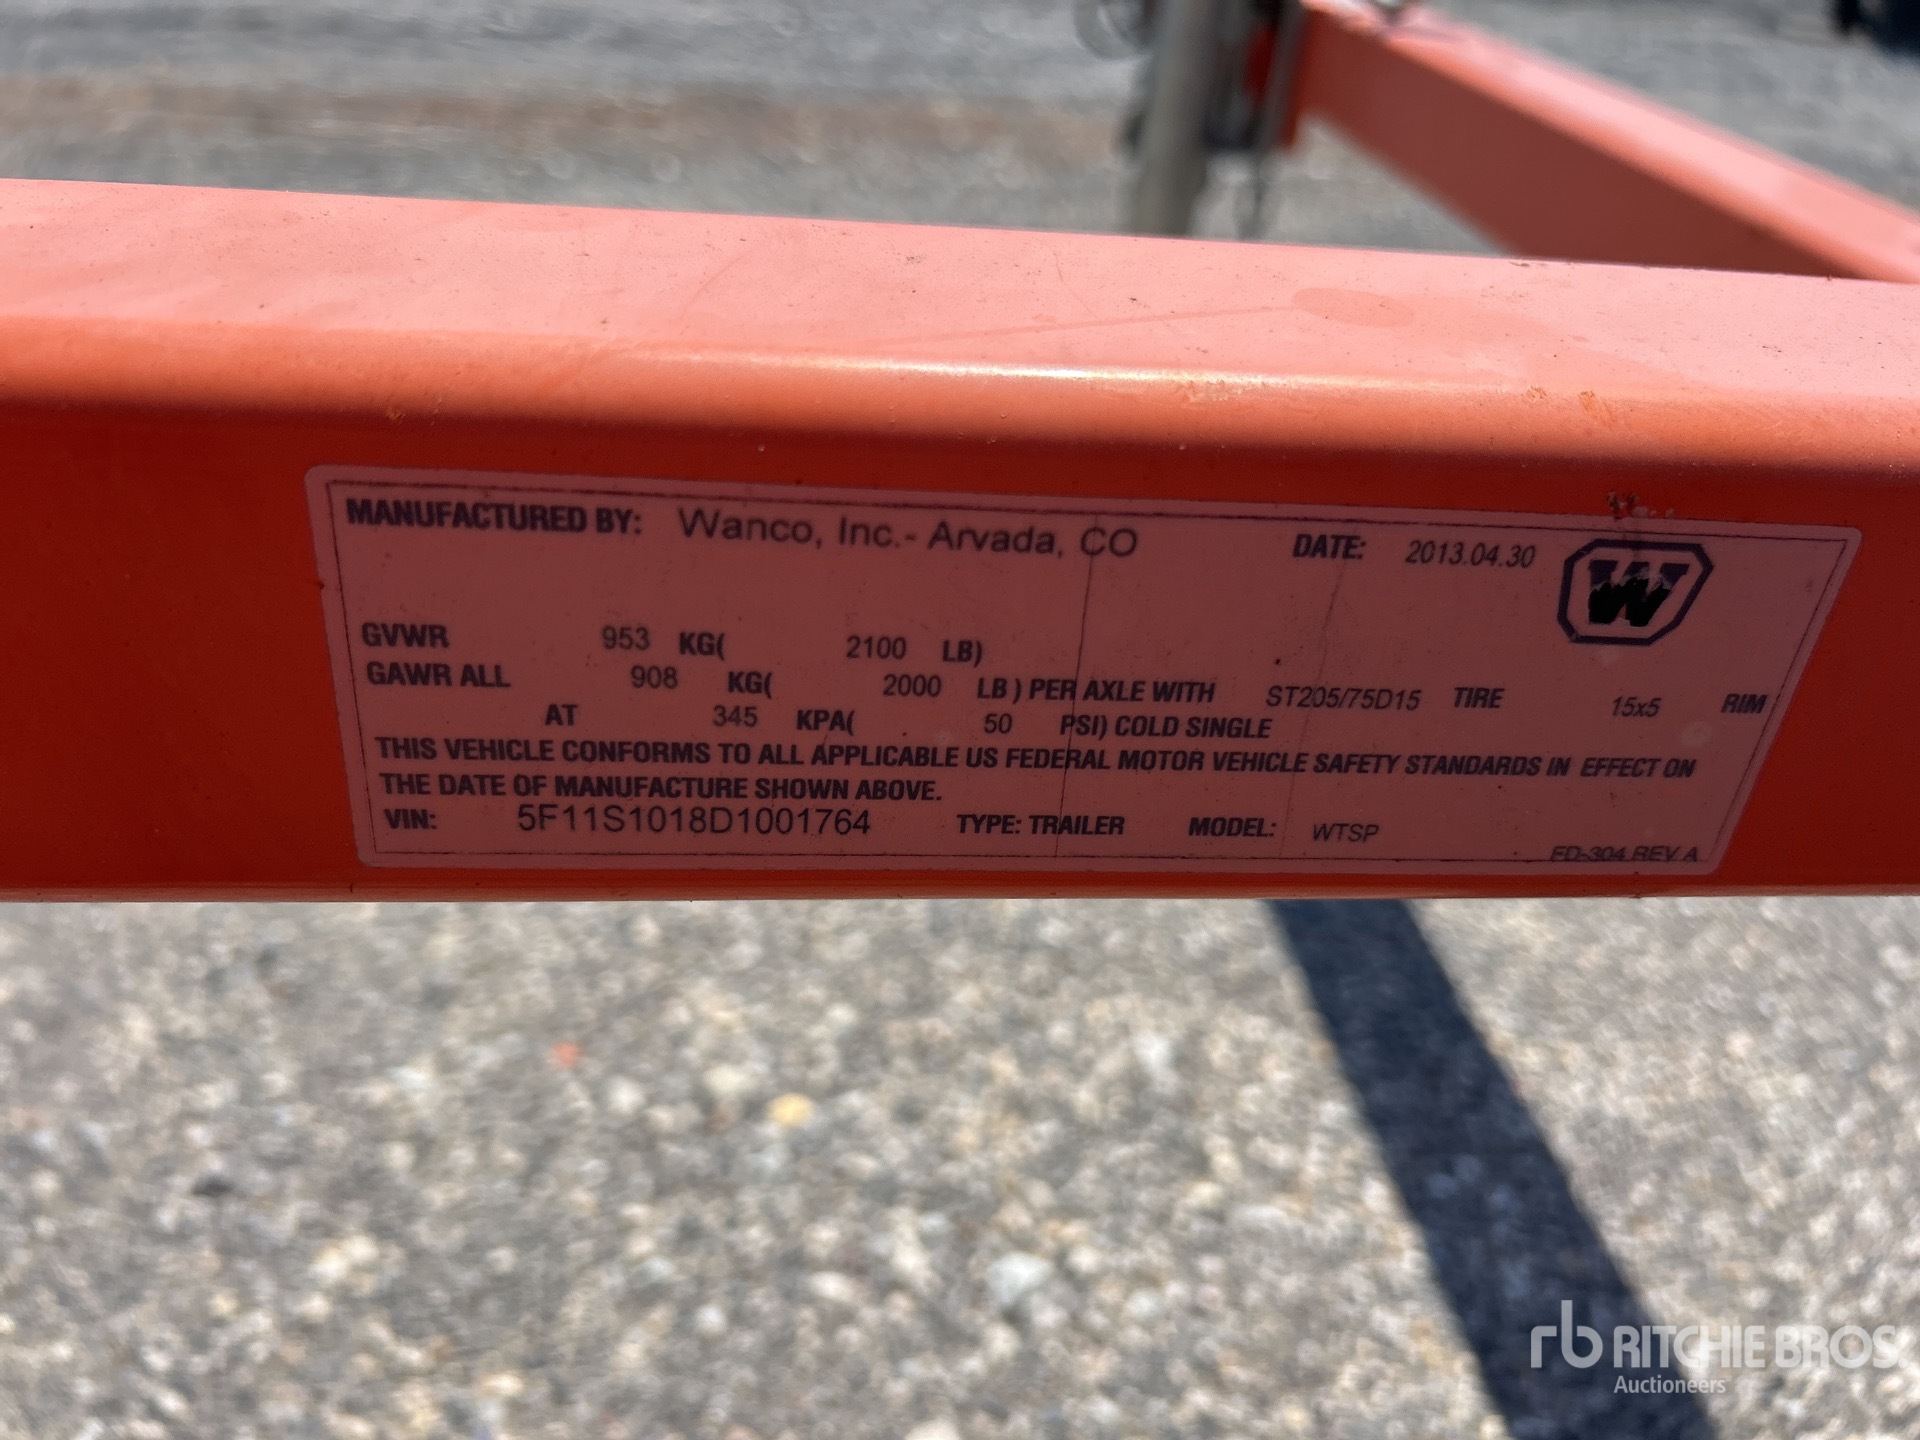 MANUFACTURED BY: Wanco, Inc.- Arvada, CO DATE: 2013.04.30
W
GVWR 953 KG( 2100 LB)
GAWR ALL 908 KG( 2000 LB ) PER AXLE WITH ST205/75D15 TIRE 15x5 RIM
AT 345 KPA( 50 PSI) COLD SINGLE
THIS VEHICLE CONFORMS TO ALL APPLICABLE US FEDERAL MOTOR VEHICLE SAFETY STANDARDS IN EFFECT ON
THE DATE OF MANUFACTURE SHOWN ABOVE.
VIN: 5F11S1018D1001764 TYPE: TRAILER MODEL: WTSP
FD-304 REV A
rb RITCHIE BROS.
Auctioneers